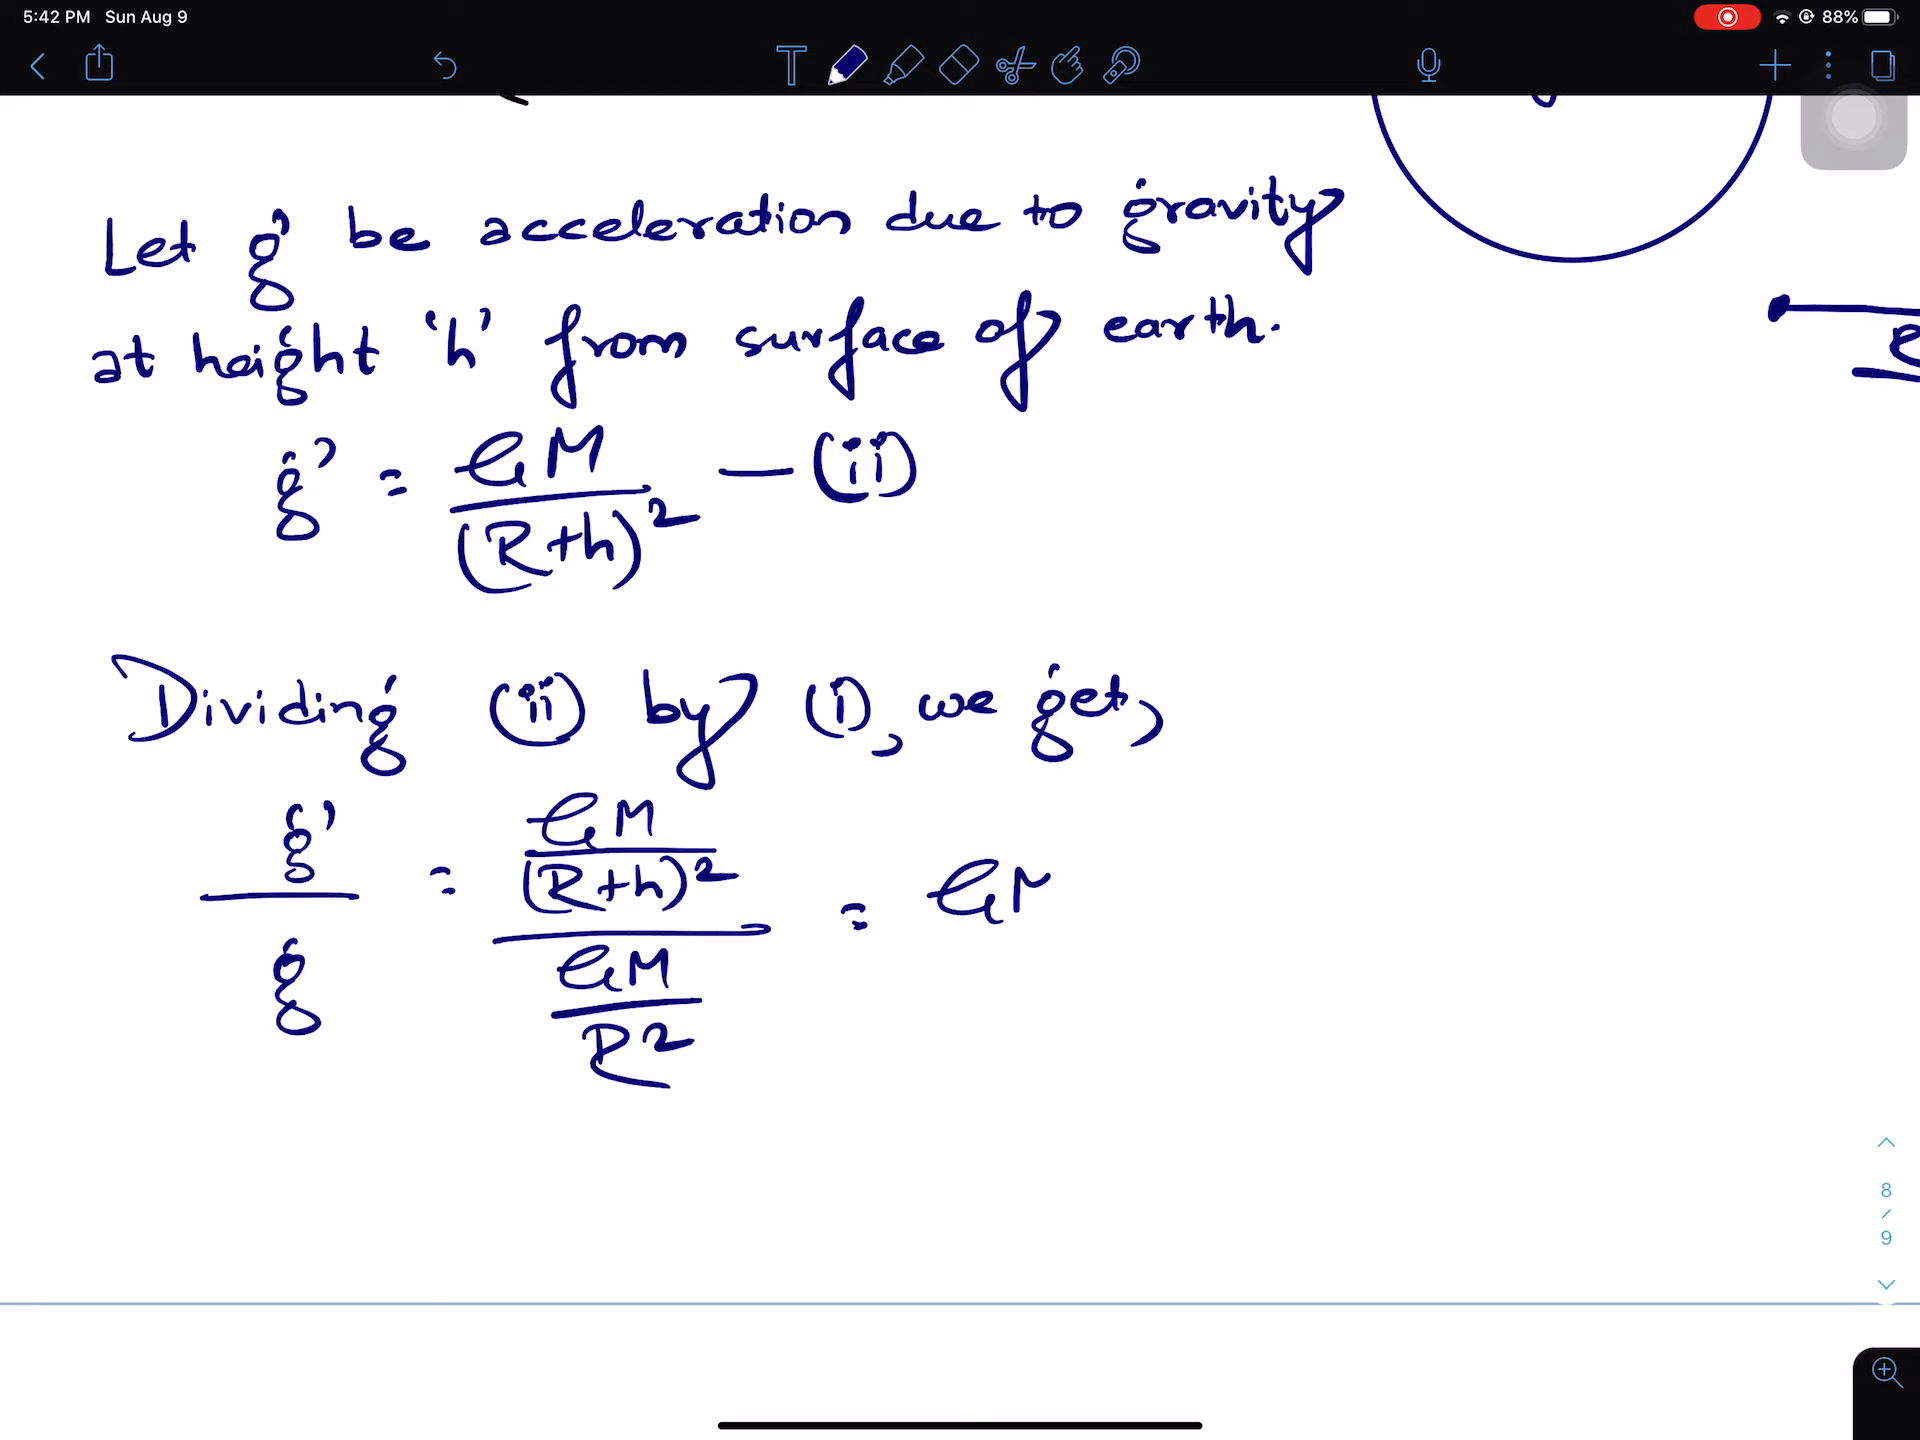 5:42 PM Sun Aug 9
88%
Let g' be acceleration due to gravity
at height 'h' from surface of earth.
g' = GM / (R+h)² — (ii)
Dividing (ii) by (i), we get,
g' / g = GM / (R+h)² / GM / R² = GM
8 / 9